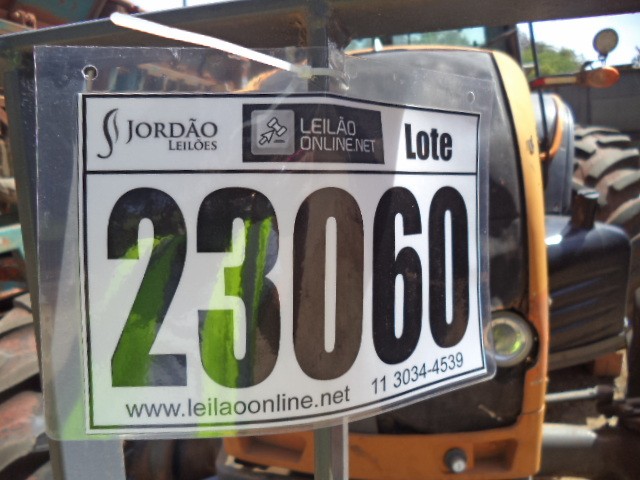 JORDÃO
LEILÕES
LEILÃO
ONLINE.NET
Lote
23060
www.leilaoonline.net
11 3034-4539